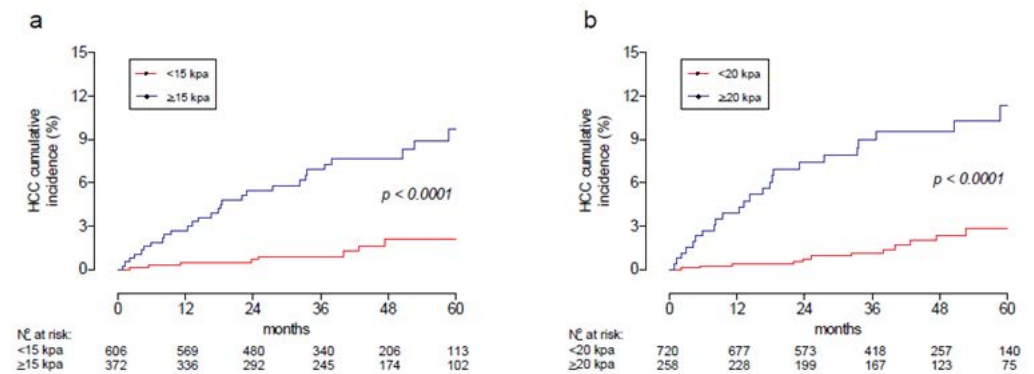 a
15
12
9
6
3
0
HCC cumulative
incidence (%)
<15 kpa
≥15 kpa
p < 0.0001
0 12 24 36 48 60
months
Nº at risk:
<15 kpa 606 569 480 340 206 113
≥15 kpa 372 336 292 245 174 102
b
15
12
9
6
3
0
HCC cumulative
incidence (%)
<20 kpa
≥20 kpa
p < 0.0001
0 12 24 36 48 60
months
Nº at risk:
<20 kpa 720 677 573 418 257 140
≥20 kpa 258 228 199 167 123 75